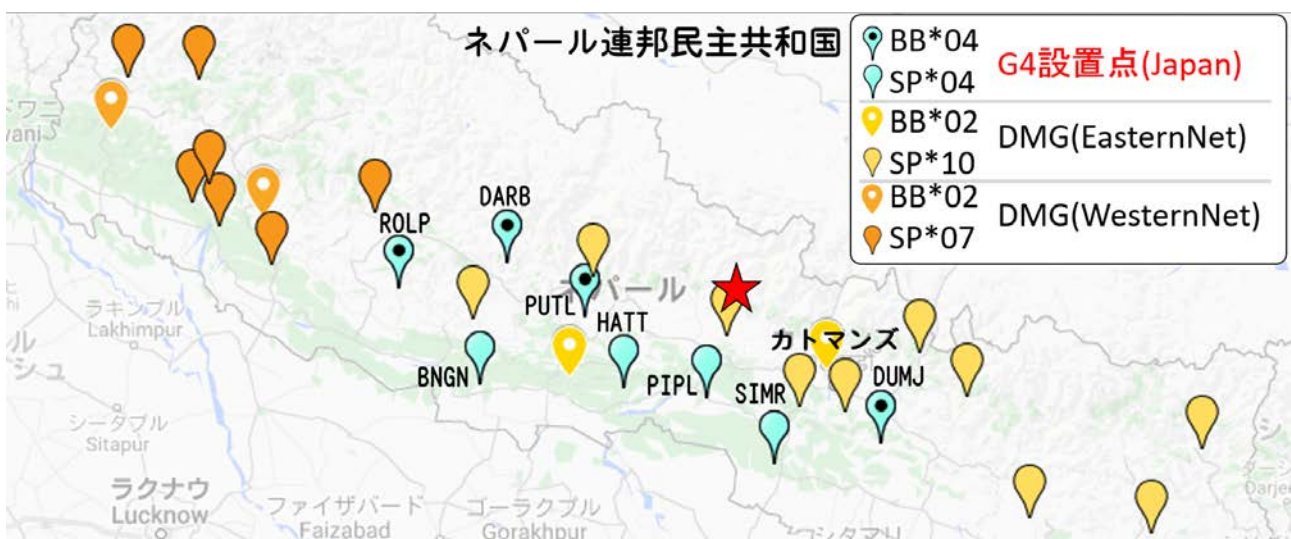 ネパール連邦民主共和国
BB*04
SP*04
G4設置点(Japan)
BB*02
SP*10
DMG(EasternNet)
BB*02
SP*07
DMG(WesternNet)
ドワニ
DARB
ROLP
ネパール
PUTL
HATT
ラキンプル
Lakhimpur
カトマンズ
BNGN
PIPL
SIMR
DUMJ
シータプル
Sitapur
ラクナウ
Lucknow
ファイザバード
Faizabad
ゴーラクプル
Gorakhpur